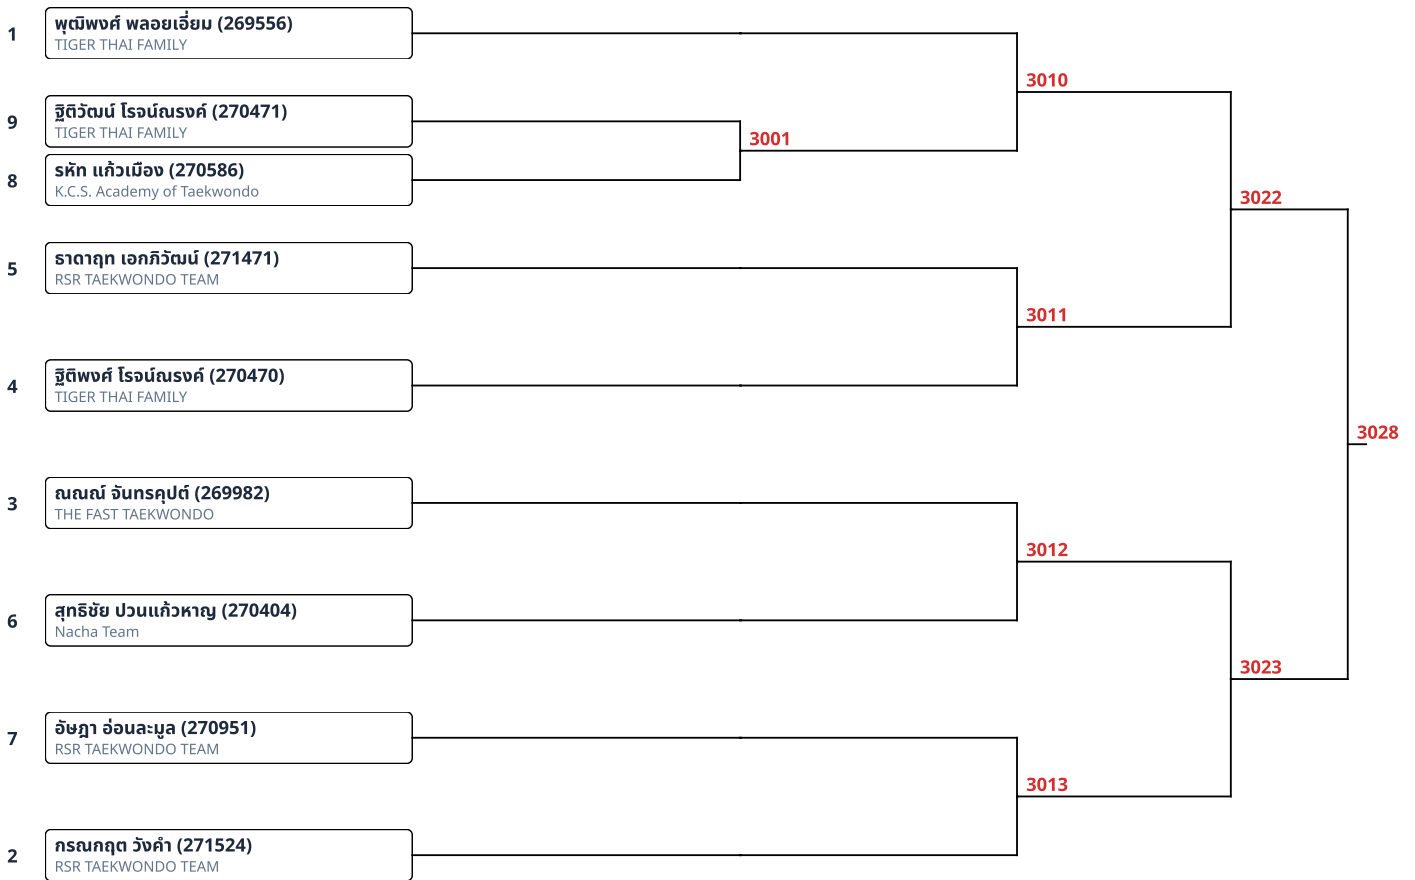 1
พุฒิพงศ์ พลอยเอี่ยม (269556)
TIGER THAI FAMILY
3010
9
ฐิติวัฒน์ โรจน์ณรงค์ (270471)
TIGER THAI FAMILY
3001
8
รหัท แก้วเมือง (270586)
K.C.S. Academy of Taekwondo
3022
5
ธาดาฤท เอกภิวัฒน์ (271471)
RSR TAEKWONDO TEAM
3011
4
ฐิติพงศ์ โรจน์ณรงค์ (270470)
TIGER THAI FAMILY
3028
3
ณณณ์ จันทรคุปต์ (269982)
THE FAST TAEKWONDO
3012
6
สุทธิชัย ปวนแก้วหาญ (270404)
Nacha Team
3023
7
อัษฎา อ่อนละมูล (270951)
RSR TAEKWONDO TEAM
3013
2
กรณกฤต วังคำ (271524)
RSR TAEKWONDO TEAM